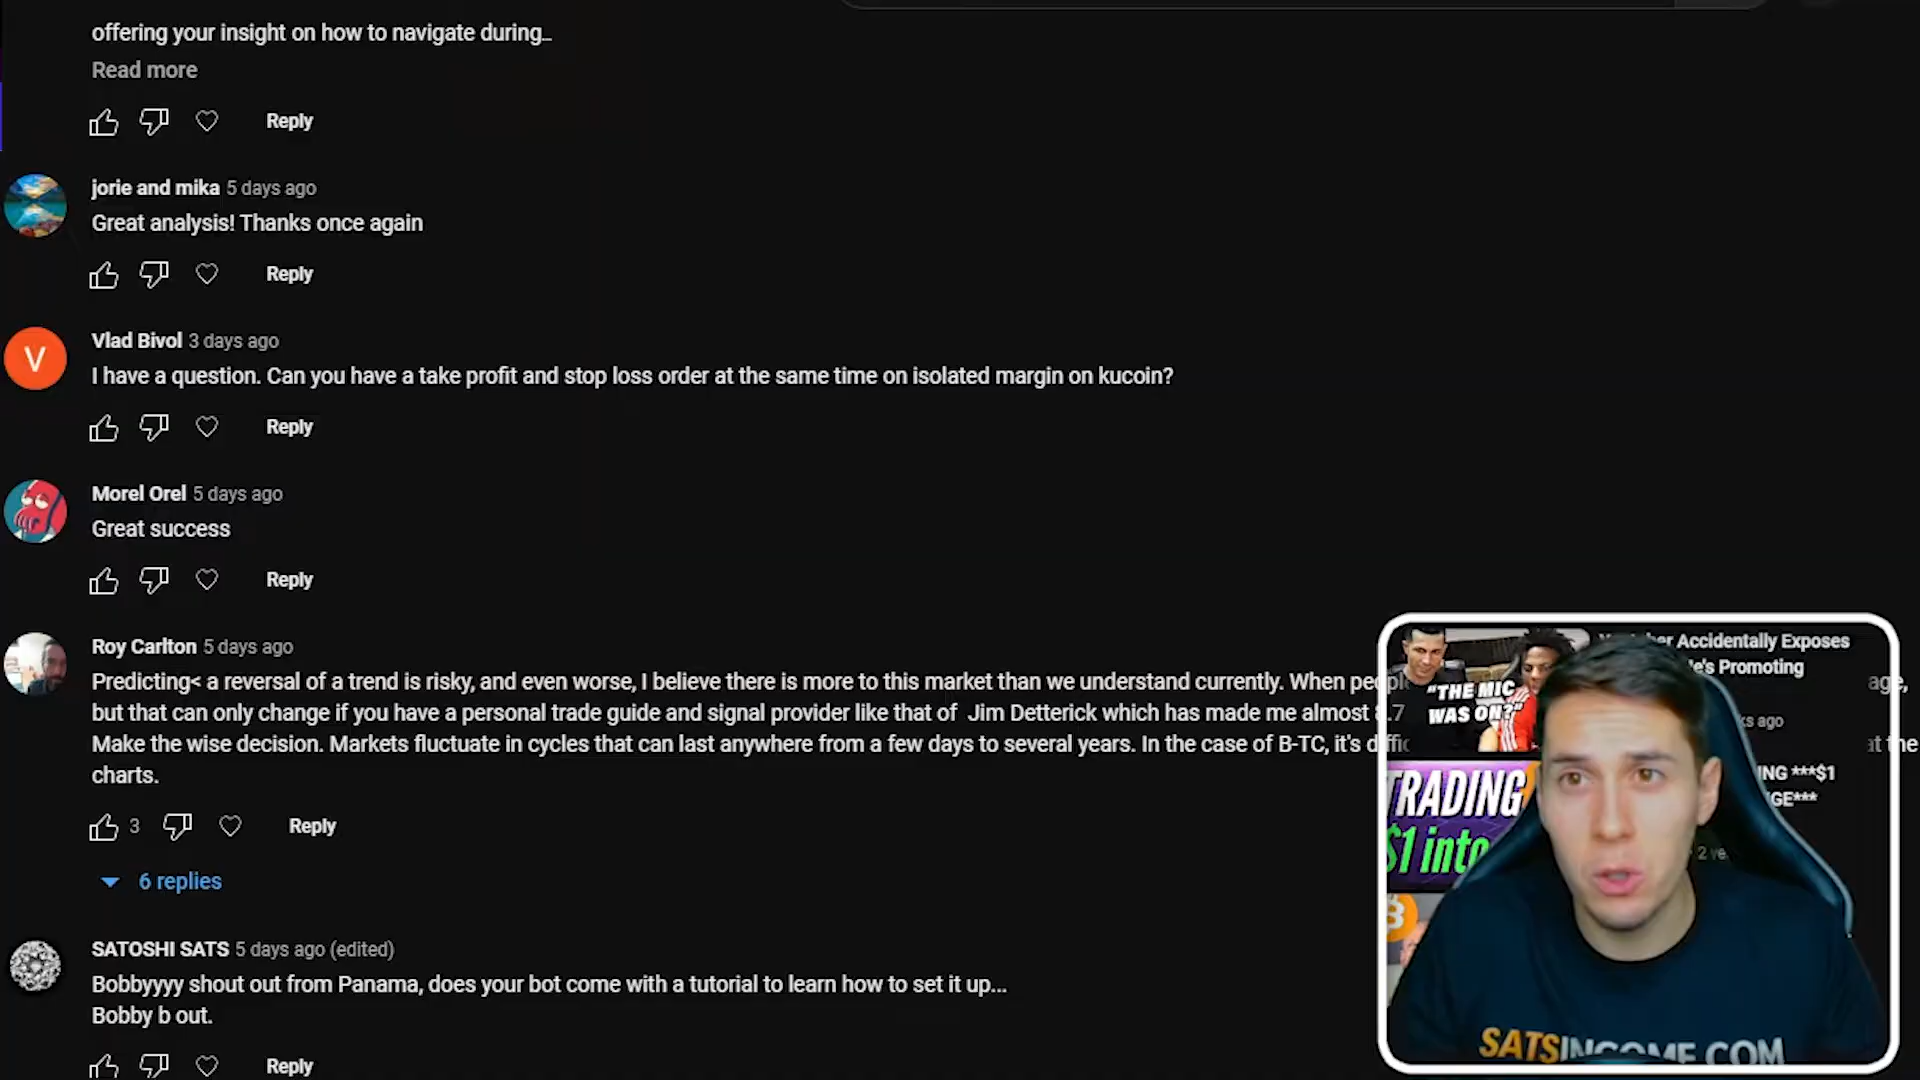 offering your insight on how to navigate during…
Read more
Reply
jorie and mika 5 days ago
Great analysis! Thanks once again
Reply
V
Vlad Bivol 3 days ago
I have a question. Can you have a take profit and stop loss order at the same time on isolated margin on kucoin?
Reply
Morel Orel 5 days ago
Great success
Reply
Roy Carlton 5 days ago
Predicting< a reversal of a trend is risky, and even worse, I believe there is more to this market than we understand currently. When
but that can only change if you have a personal trade guide and signal provider like that of Jim Detterick which has made me almost
Make the wise decision. Markets fluctuate in cycles that can last anywhere from a few days to several years. In the case of B-TC, it's at the
charts.
3 Reply
6 replies
SATOSHI SATS 5 days ago (edited)
Bobbyyyy shout out from Panama, does your bot come with a tutorial to learn how to set it up...
Bobby b out.
Reply
Accidentally Exposes
Promoting
"THE MIC
WAS ON?"
ago
TRADING
$1 into
***$1
SATSINCOME.COM